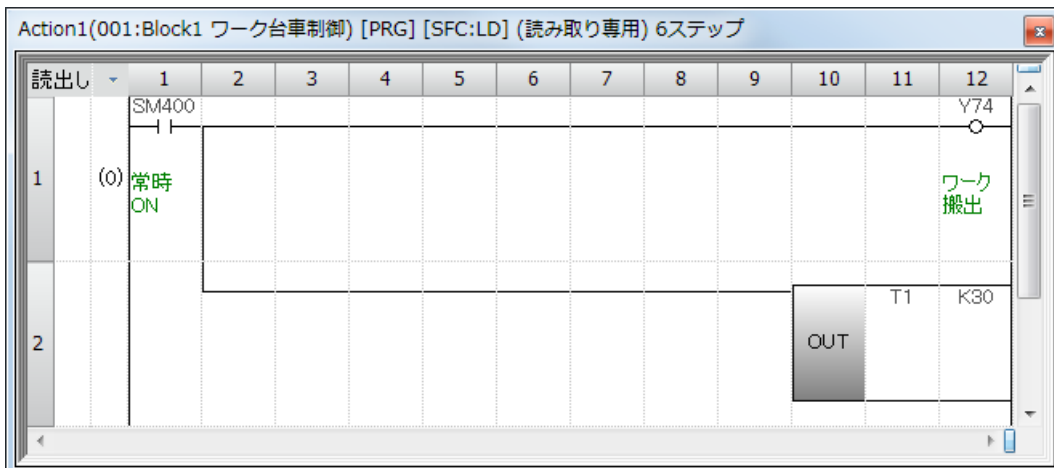 Action1(001:Block1 ワーク台車制御) [PRG] [SFC:LD] (読み取り専用) 6ステップ
読出し 1 2 3 4 5 6 7 8 9 10 11 12
SM400 Y74
1 (0) 常時 ワーク
ON 搬出
T1 K30
2 OUT